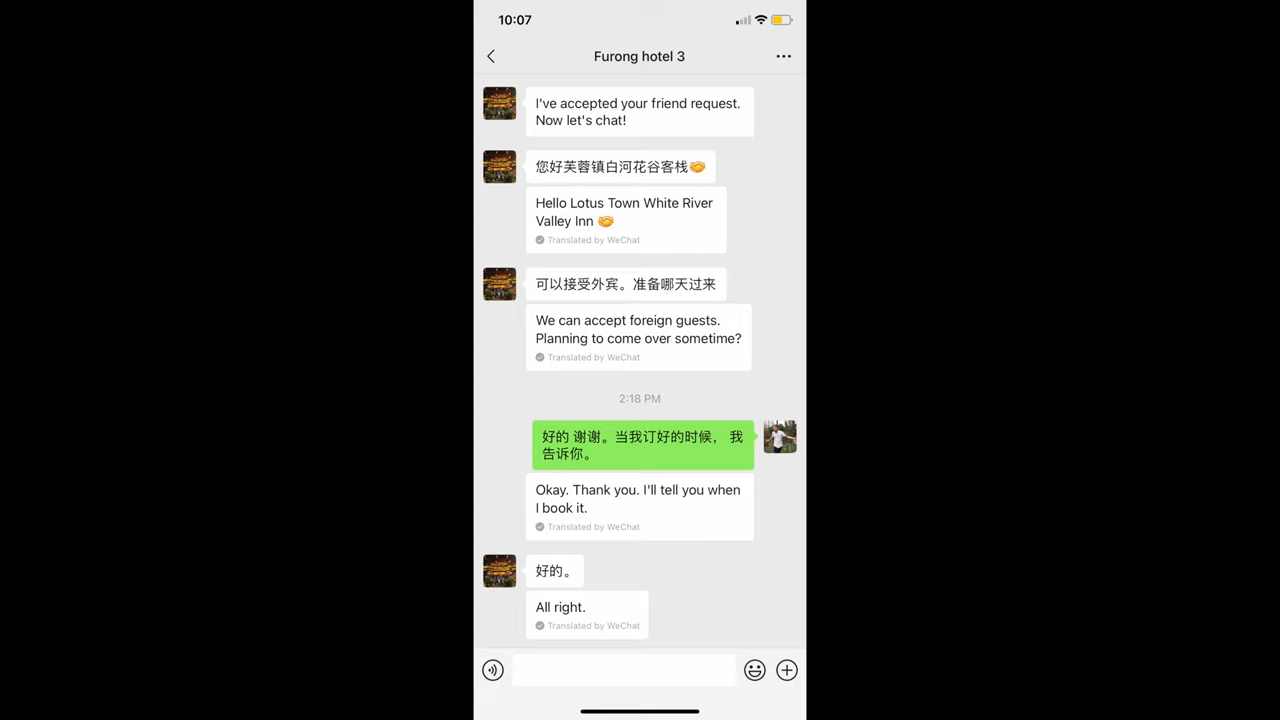 10:07
Furong hotel 3
I've accepted your friend request.
Now let's chat!
您好芙蓉镇白河花谷客栈🤝
Hello Lotus Town White River
Valley Inn 🤝
Translated by WeChat
可以接受外宾。准备哪天过来
We can accept foreign guests.
Planning to come over sometime?
Translated by WeChat
2:18 PM
好的 谢谢。当我订好的时候， 我
告诉你。
Okay. Thank you. I'll tell you when
I book it.
Translated by WeChat
好的。
All right.
Translated by WeChat